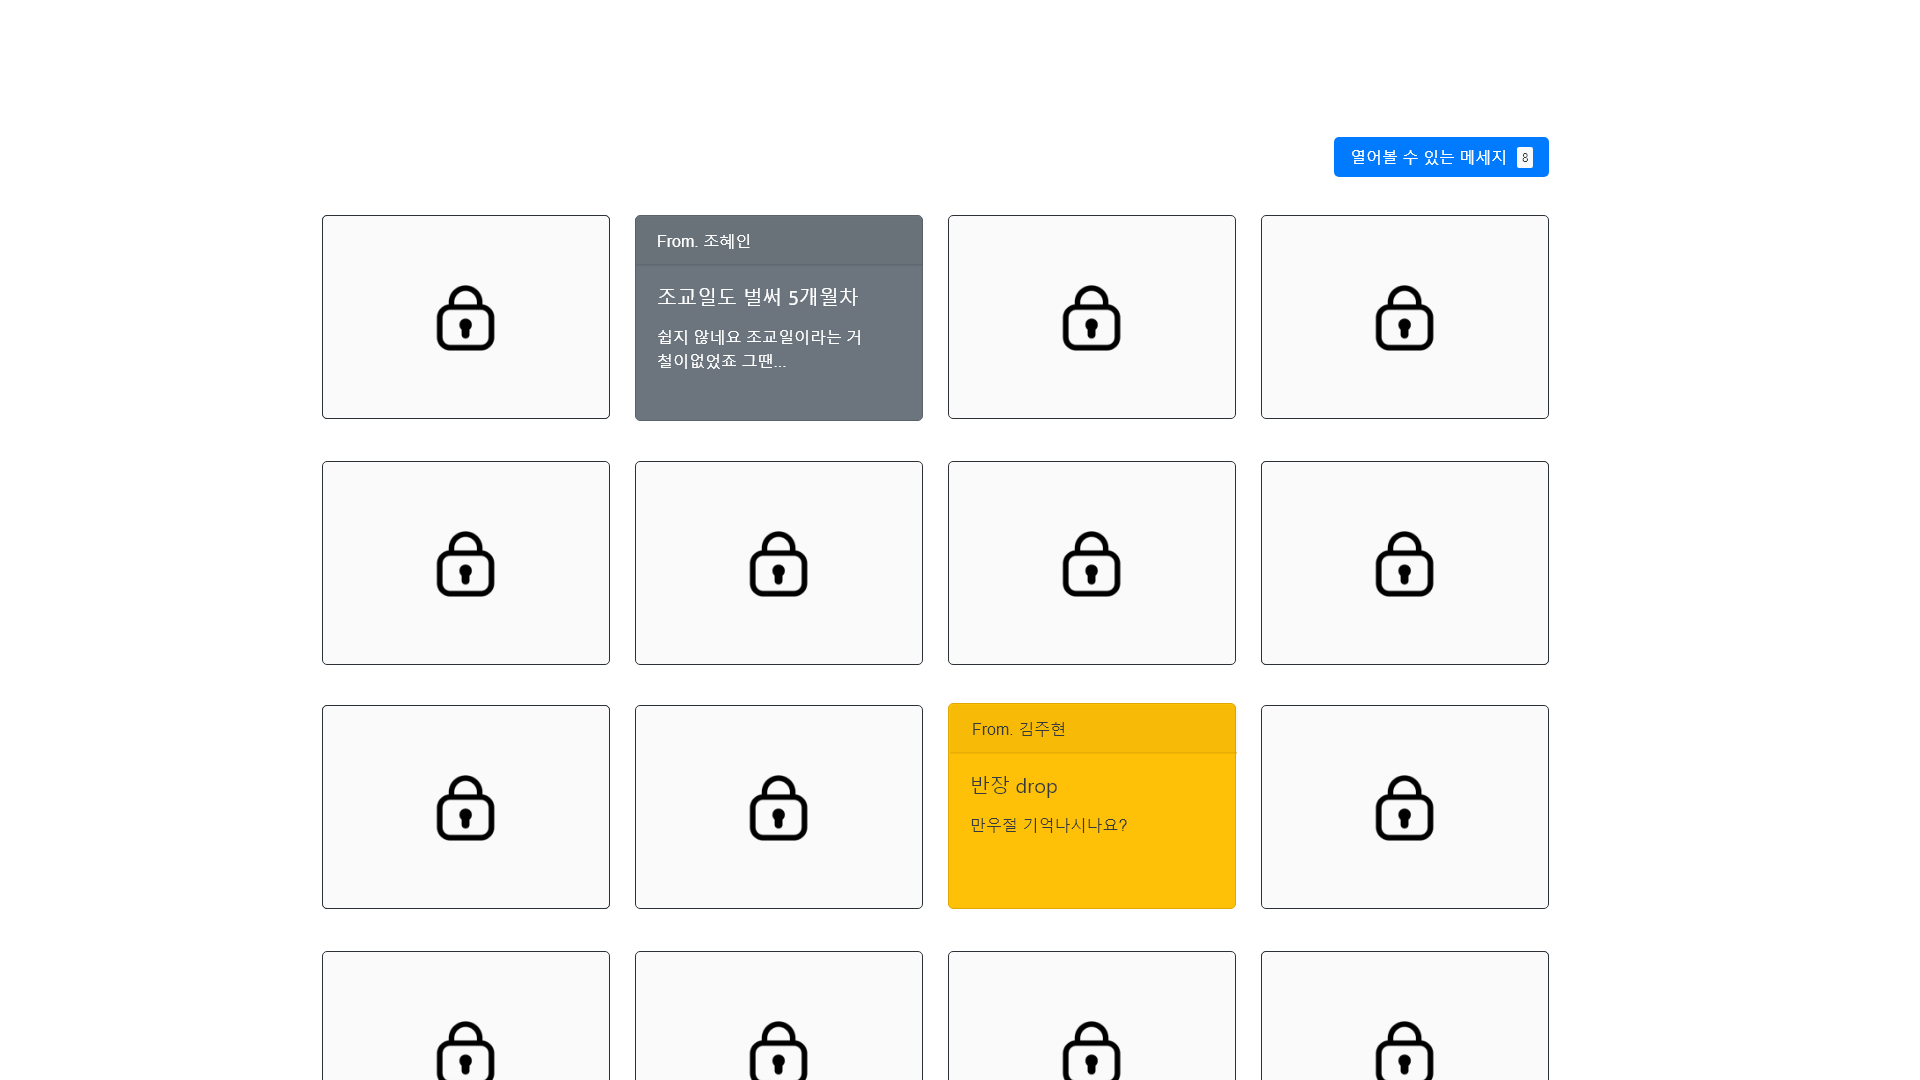 열어볼 수 있는 메세지 8
From. 조혜인
조교일도 벌써 5개월차
쉽지 않네요 조교일이라는 거
철이없었죠 그땐...
From. 김주현
반장 drop
만우절 기억나시나요?